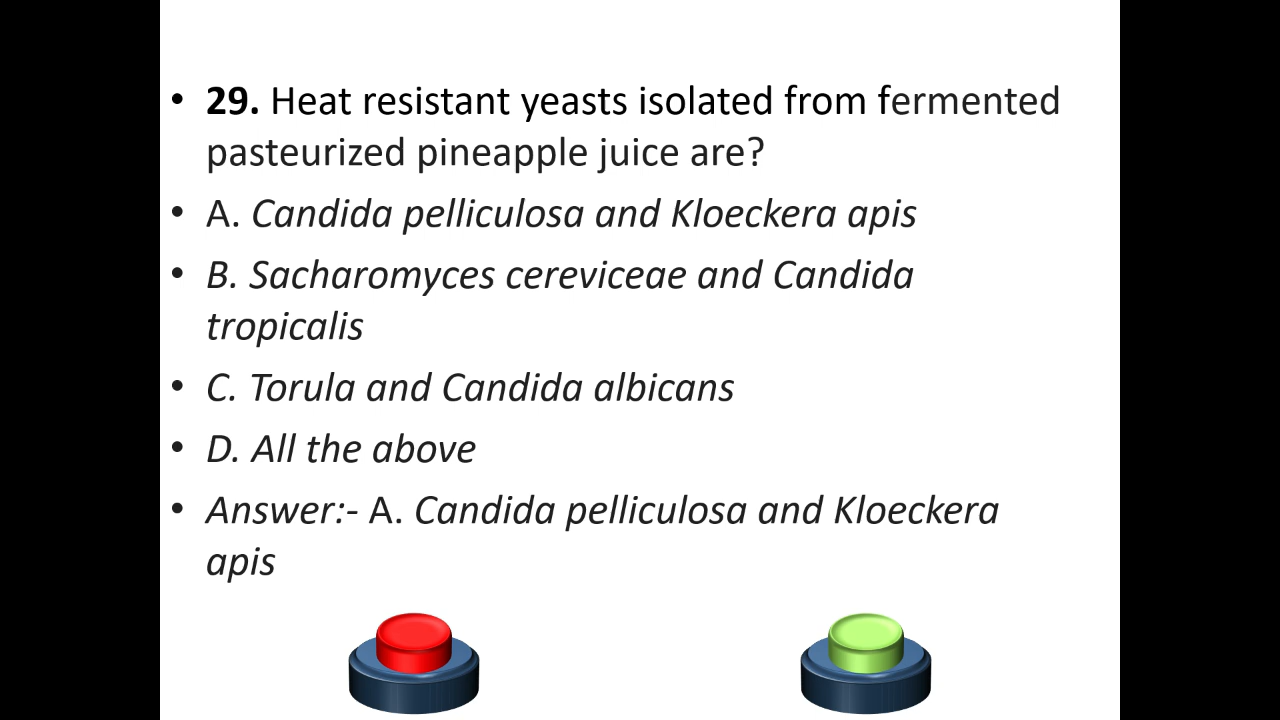 • 29. Heat resistant yeasts isolated from fermented
pasteurized pineapple juice are?
• A. Candida pelliculosa and Kloeckera apis
• B. Sacharomyces cereviceae and Candida
tropicalis
• C. Torula and Candida albicans
• D. All the above
• Answer:- A. Candida pelliculosa and Kloeckera
apis